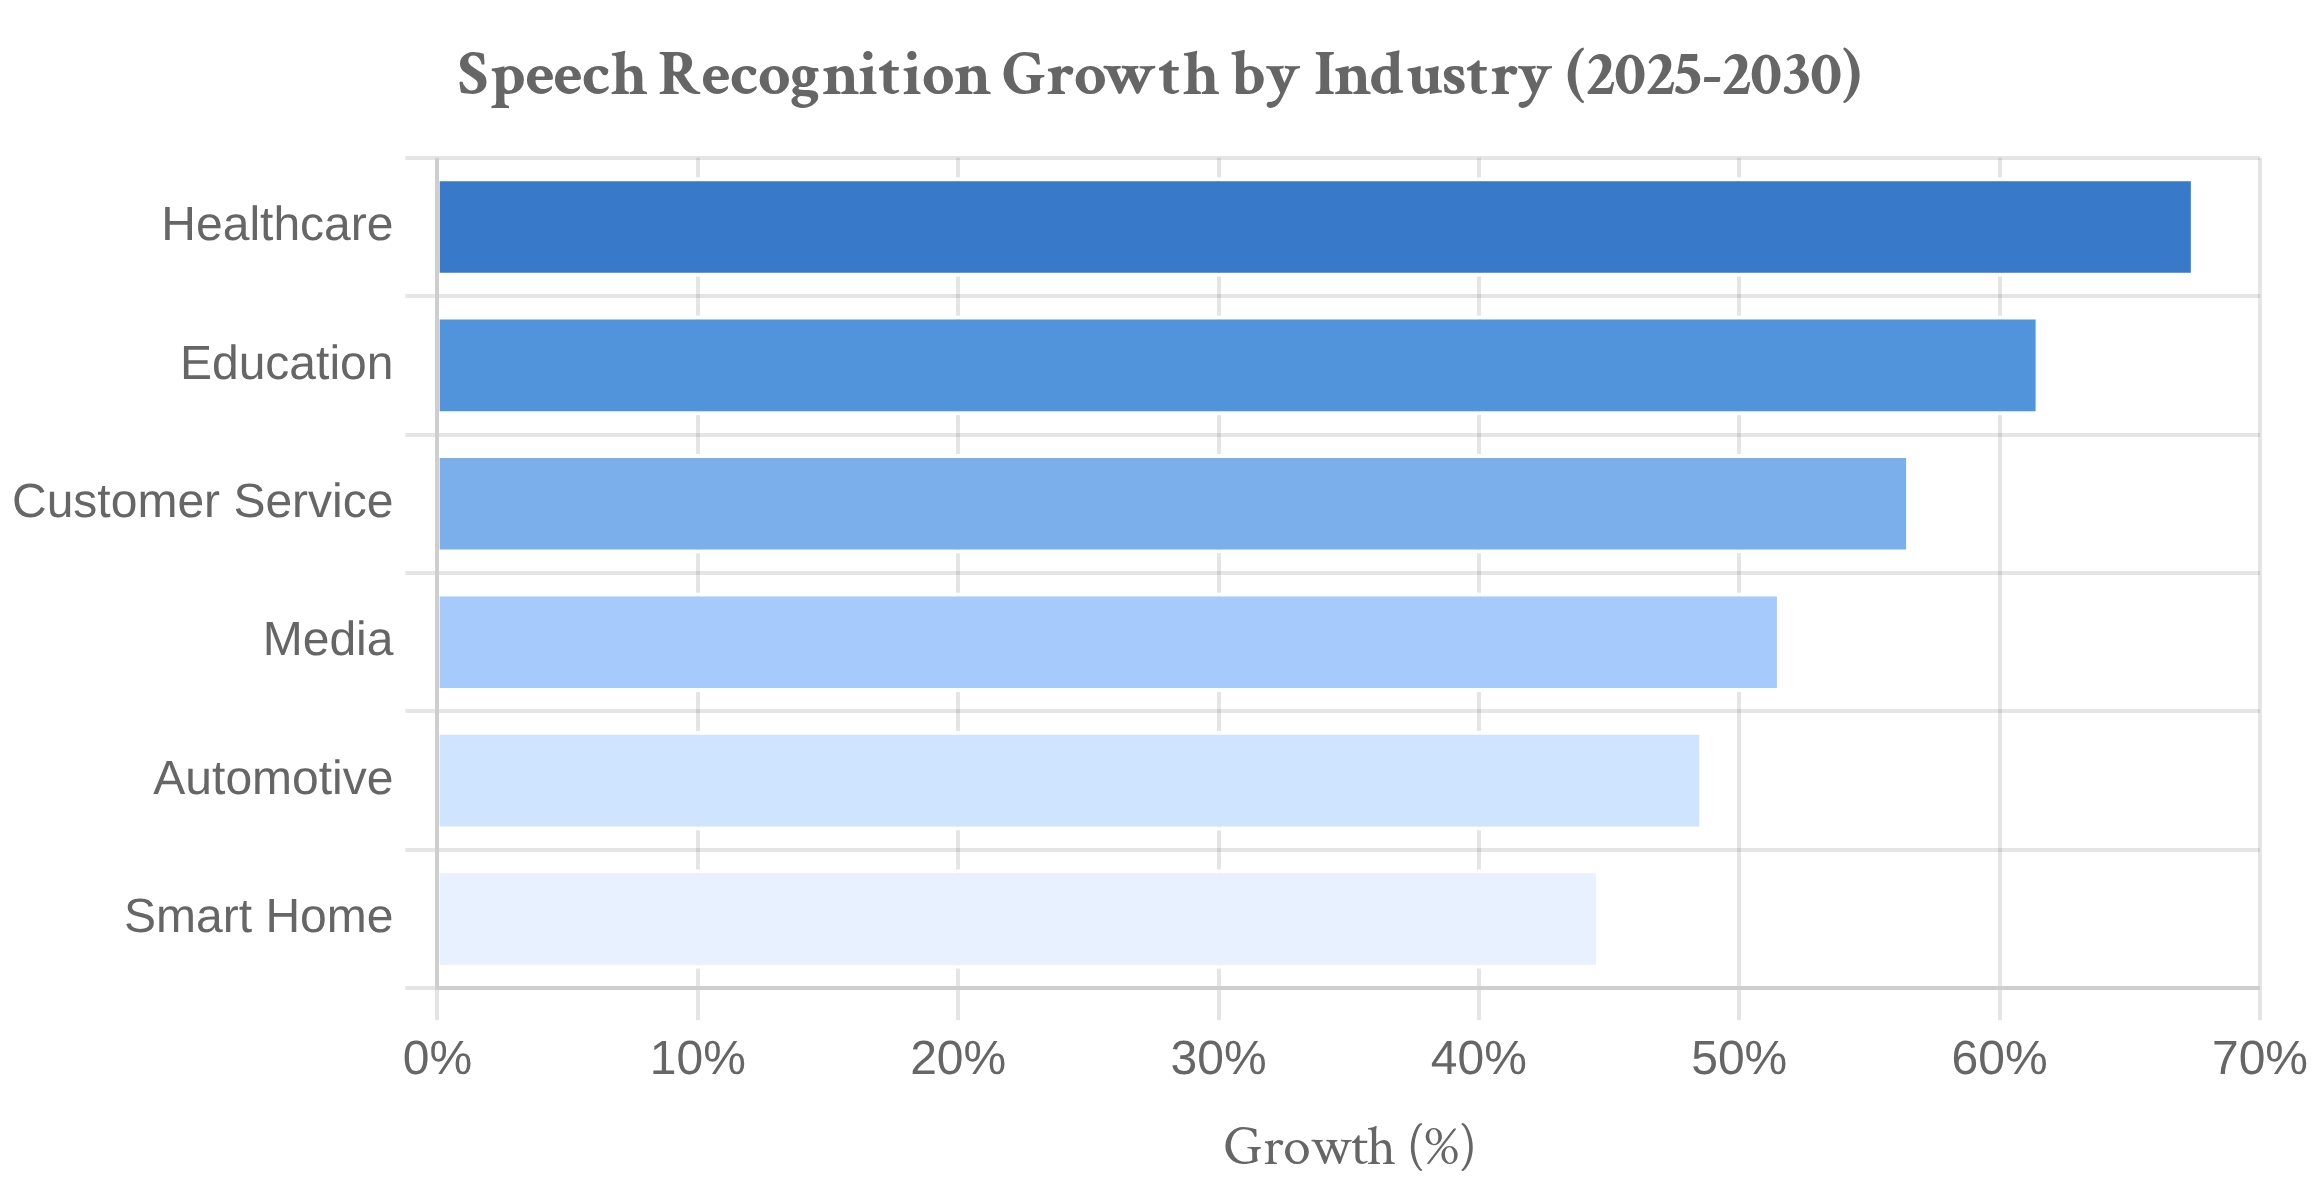 Speech Recognition Growth by Industry (2025-2030)
Healthcare
Education
Customer Service
Media
Automotive
Smart Home
0% 10% 20% 30% 40% 50% 60% 70%
Growth (%)